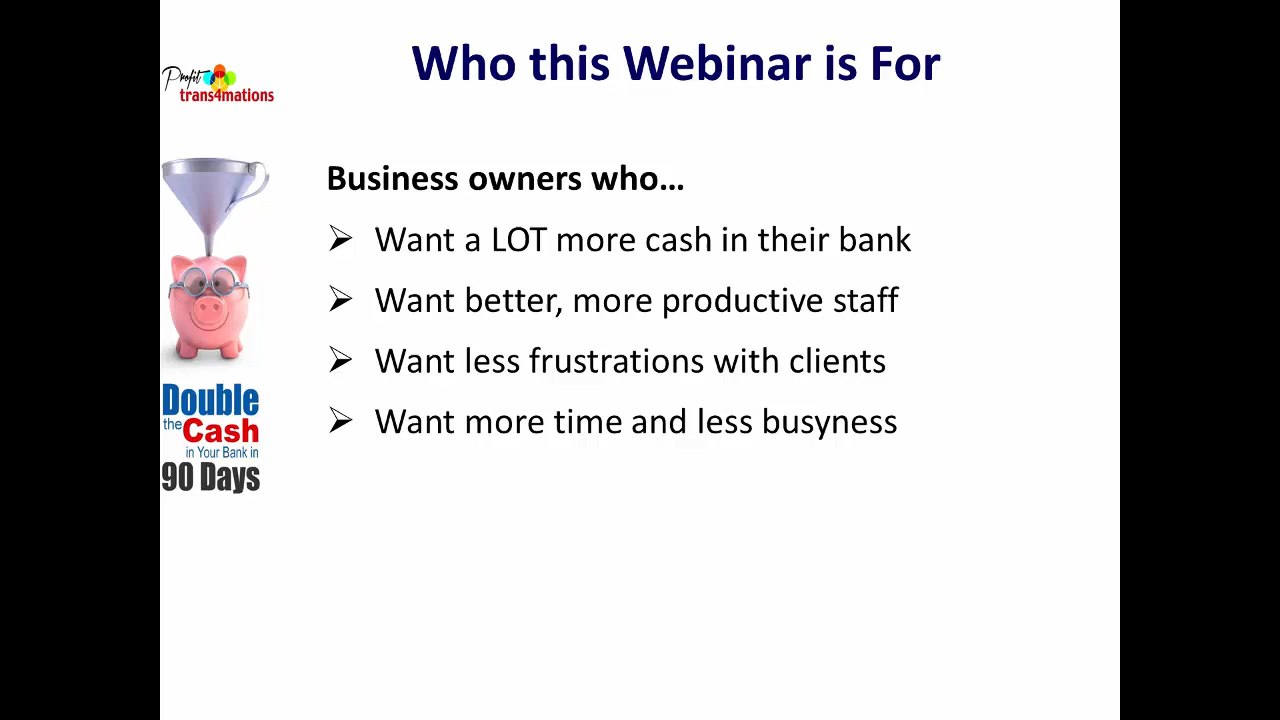 Who this Webinar is For
Profit
trans4mations
Business owners who...
Want a LOT more cash in their bank
Want better, more productive staff
Want less frustrations with clients
Want more time and less busyness
Double
the Cash
in Your Bank in
90 Days